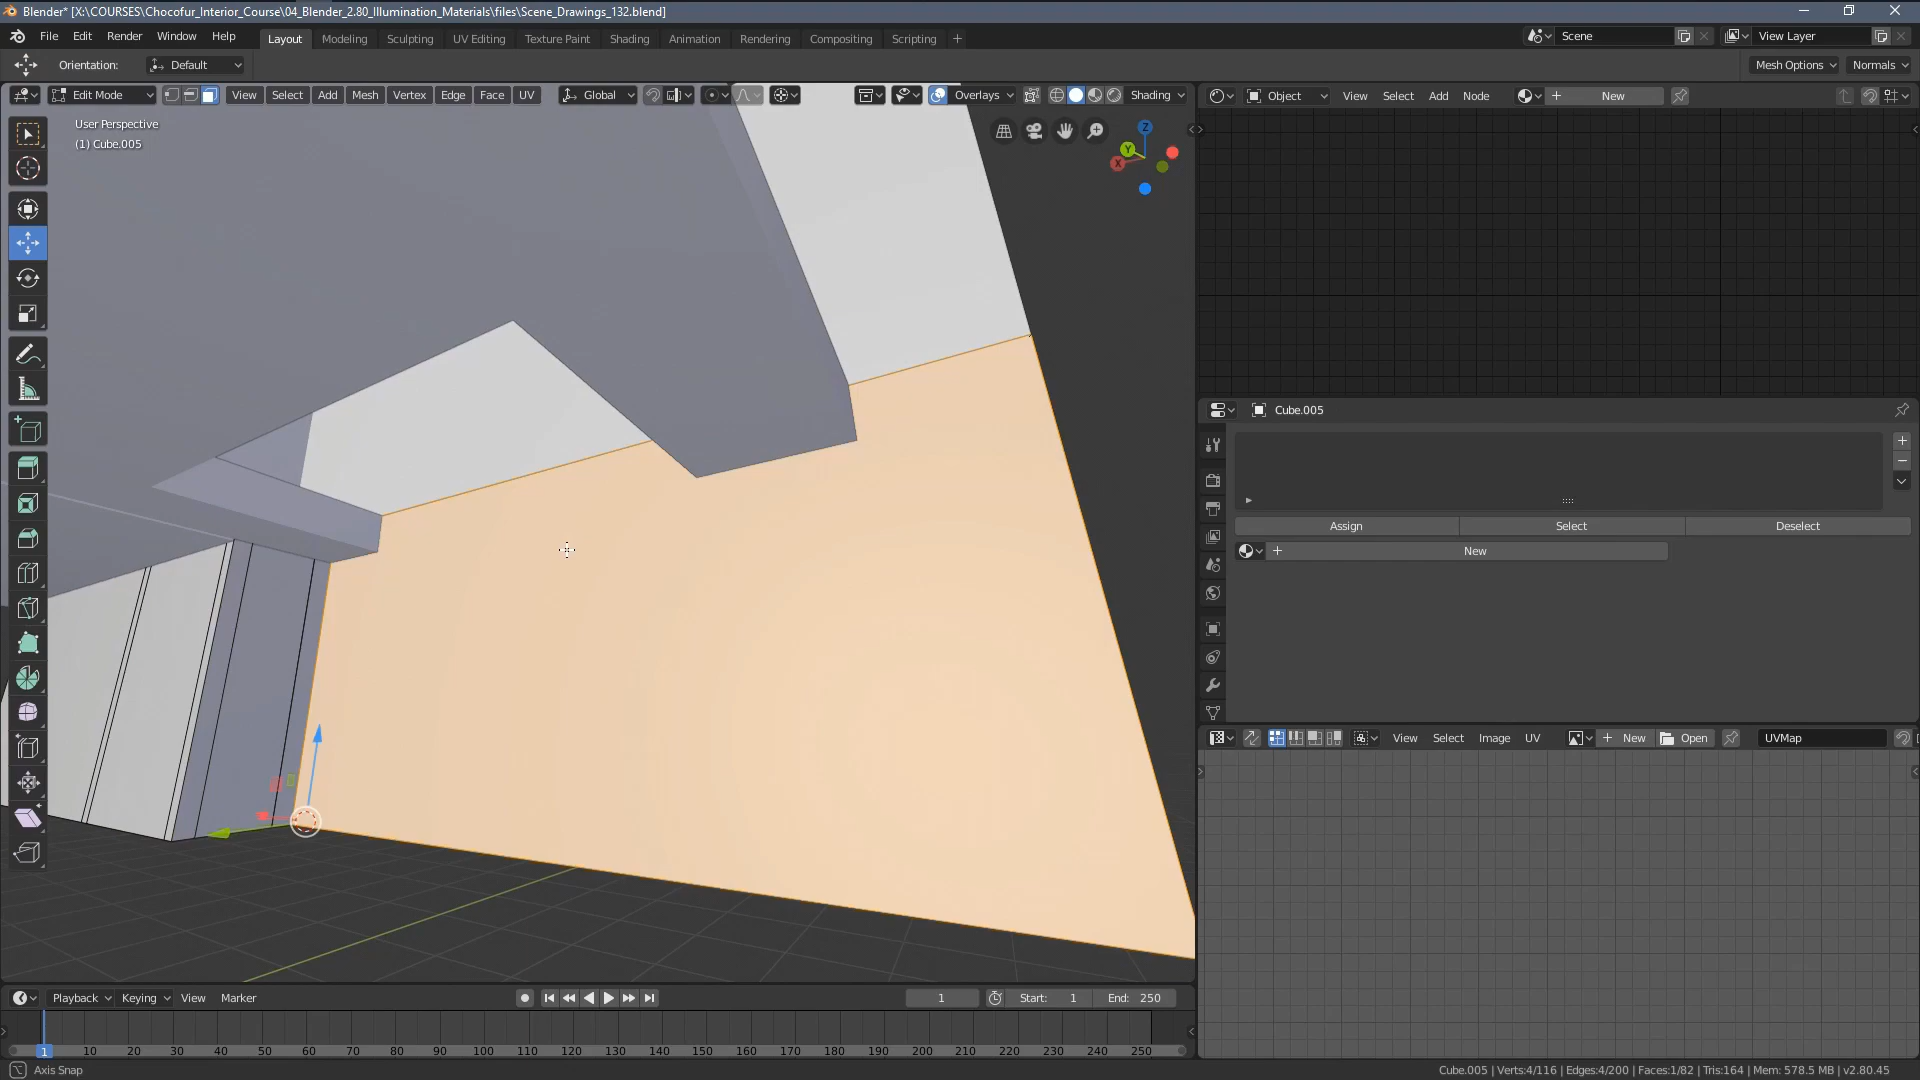 Blender* [X:\COURSES\Chocofur_Interior_Course\04_Blender_2.80_Illumination_Materials\files\Scene_Drawings_132.blend]
File Edit Render Window Help Layout Modeling Sculpting UV Editing Texture Paint Shading Animation Rendering Compositing Scripting + Scene View Layer
Orientation: Default Mesh Options Normals
Edit Mode View Select Add Mesh Vertex Edge Face UV Global Overlays Shading Object View Select Add Node New
User Perspective
(1) Cube.005
Z
Y
X
Cube.005
Assign Select Deselect
New
View Select Image UV New Open UVMap
Playback Keying View Marker 1 Start: 1 End: 250
1 10 20 30 40 50 60 70 80 90 100 110 120 130 140 150 160 170 180 190 200 210 220 230 240 250
Axis Snap Cube.005 | Verts:4/116 | Edges:4/200 | Faces:1/82 | Tris:164 | Mem: 578.5 MB | v2.80.45